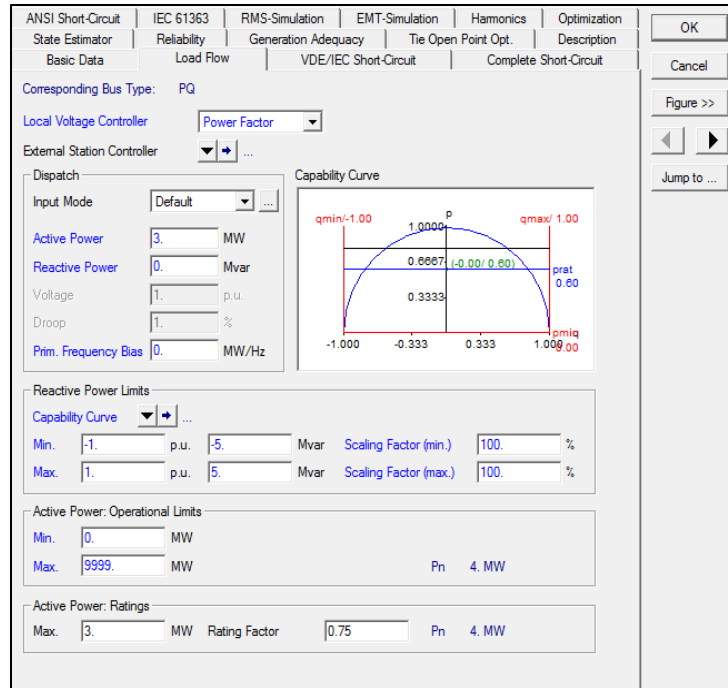 ANSI Short-Circuit IEC 61363 RMS-Simulation EMT-Simulation Harmonics Optimization
State Estimator Reliability Generation Adequacy Tie Open Point Opt. Description
Basic Data Load Flow VDE/IEC Short-Circuit Complete Short-Circuit
OK
Cancel
Figure >>
Jump to ...
Corresponding Bus Type: PQ
Local Voltage Controller Power Factor
External Station Controller ...
Dispatch
Input Mode Default ...
Active Power 3. MW
Reactive Power 0. Mvar
Voltage 1. p.u.
Droop 1. %
Prim. Frequency Bias 0. MW/Hz
Capability Curve
qmin/-1.00 p qmax/ 1.00
1.0000
0.6667 (-0.00/ 0.60) prat
0.60
0.3333
pmiq
-1.000 -0.333 0.333 1.000 0.00
Reactive Power Limits
Capability Curve ...
Min. -1. p.u. -5. Mvar Scaling Factor (min.) 100. %
Max. 1. p.u. 5. Mvar Scaling Factor (max.) 100. %
Active Power: Operational Limits
Min. 0. MW
Max. 9999. MW Pn 4. MW
Active Power: Ratings
Max. 3. MW Rating Factor 0.75 Pn 4. MW